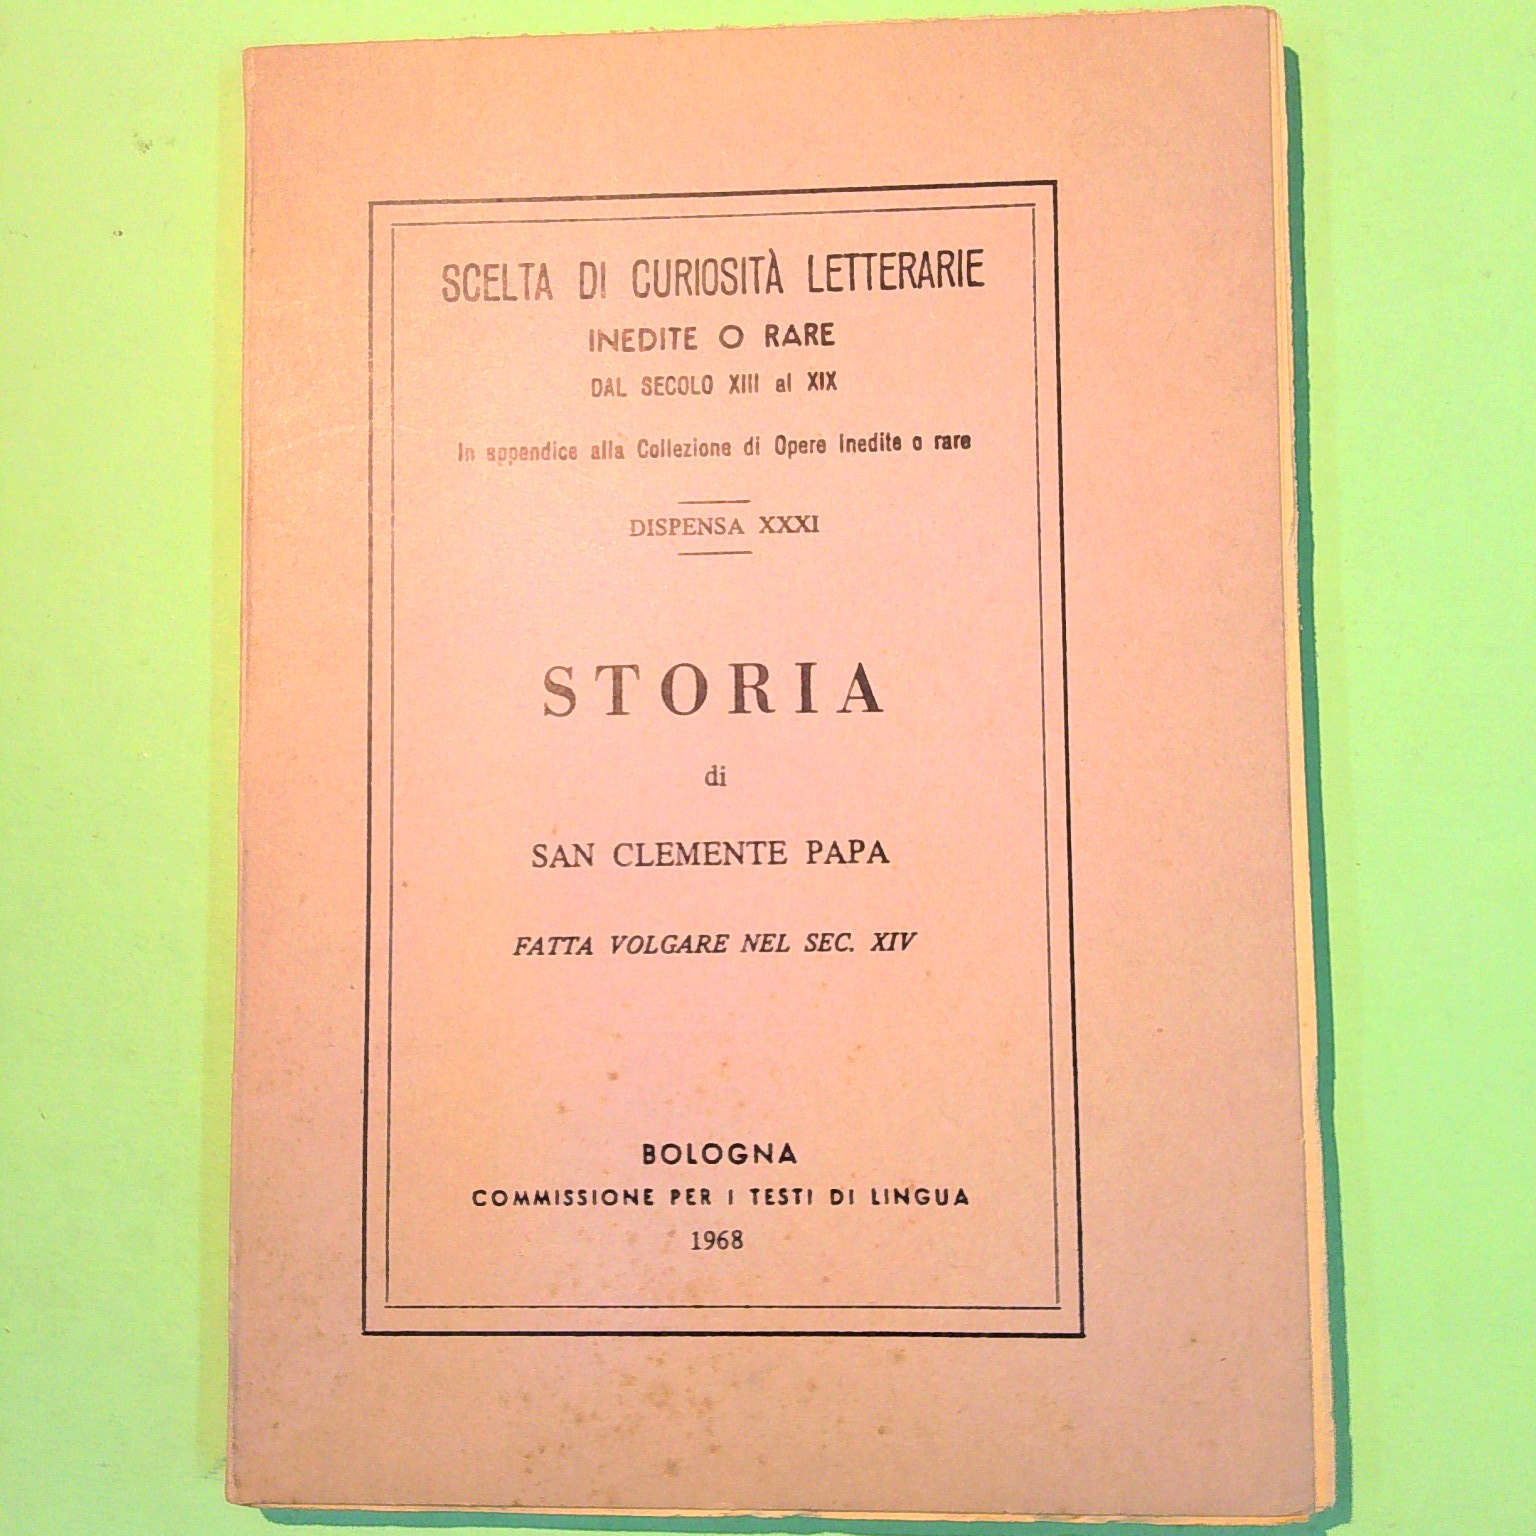 SCELTA DI CURIOSITÀ LETTERARIE
INEDITE O RARE
DAL SECOLO XIII al XIX
In appendice alla Collezione di Opere Inedite o rare
DISPENSA XXXI
STORIA
di
SAN CLEMENTE PAPA
FATTA VOLGARE NEL SEC. XIV
BOLOGNA
COMMISSIONE PER I TESTI DI LINGUA
1968